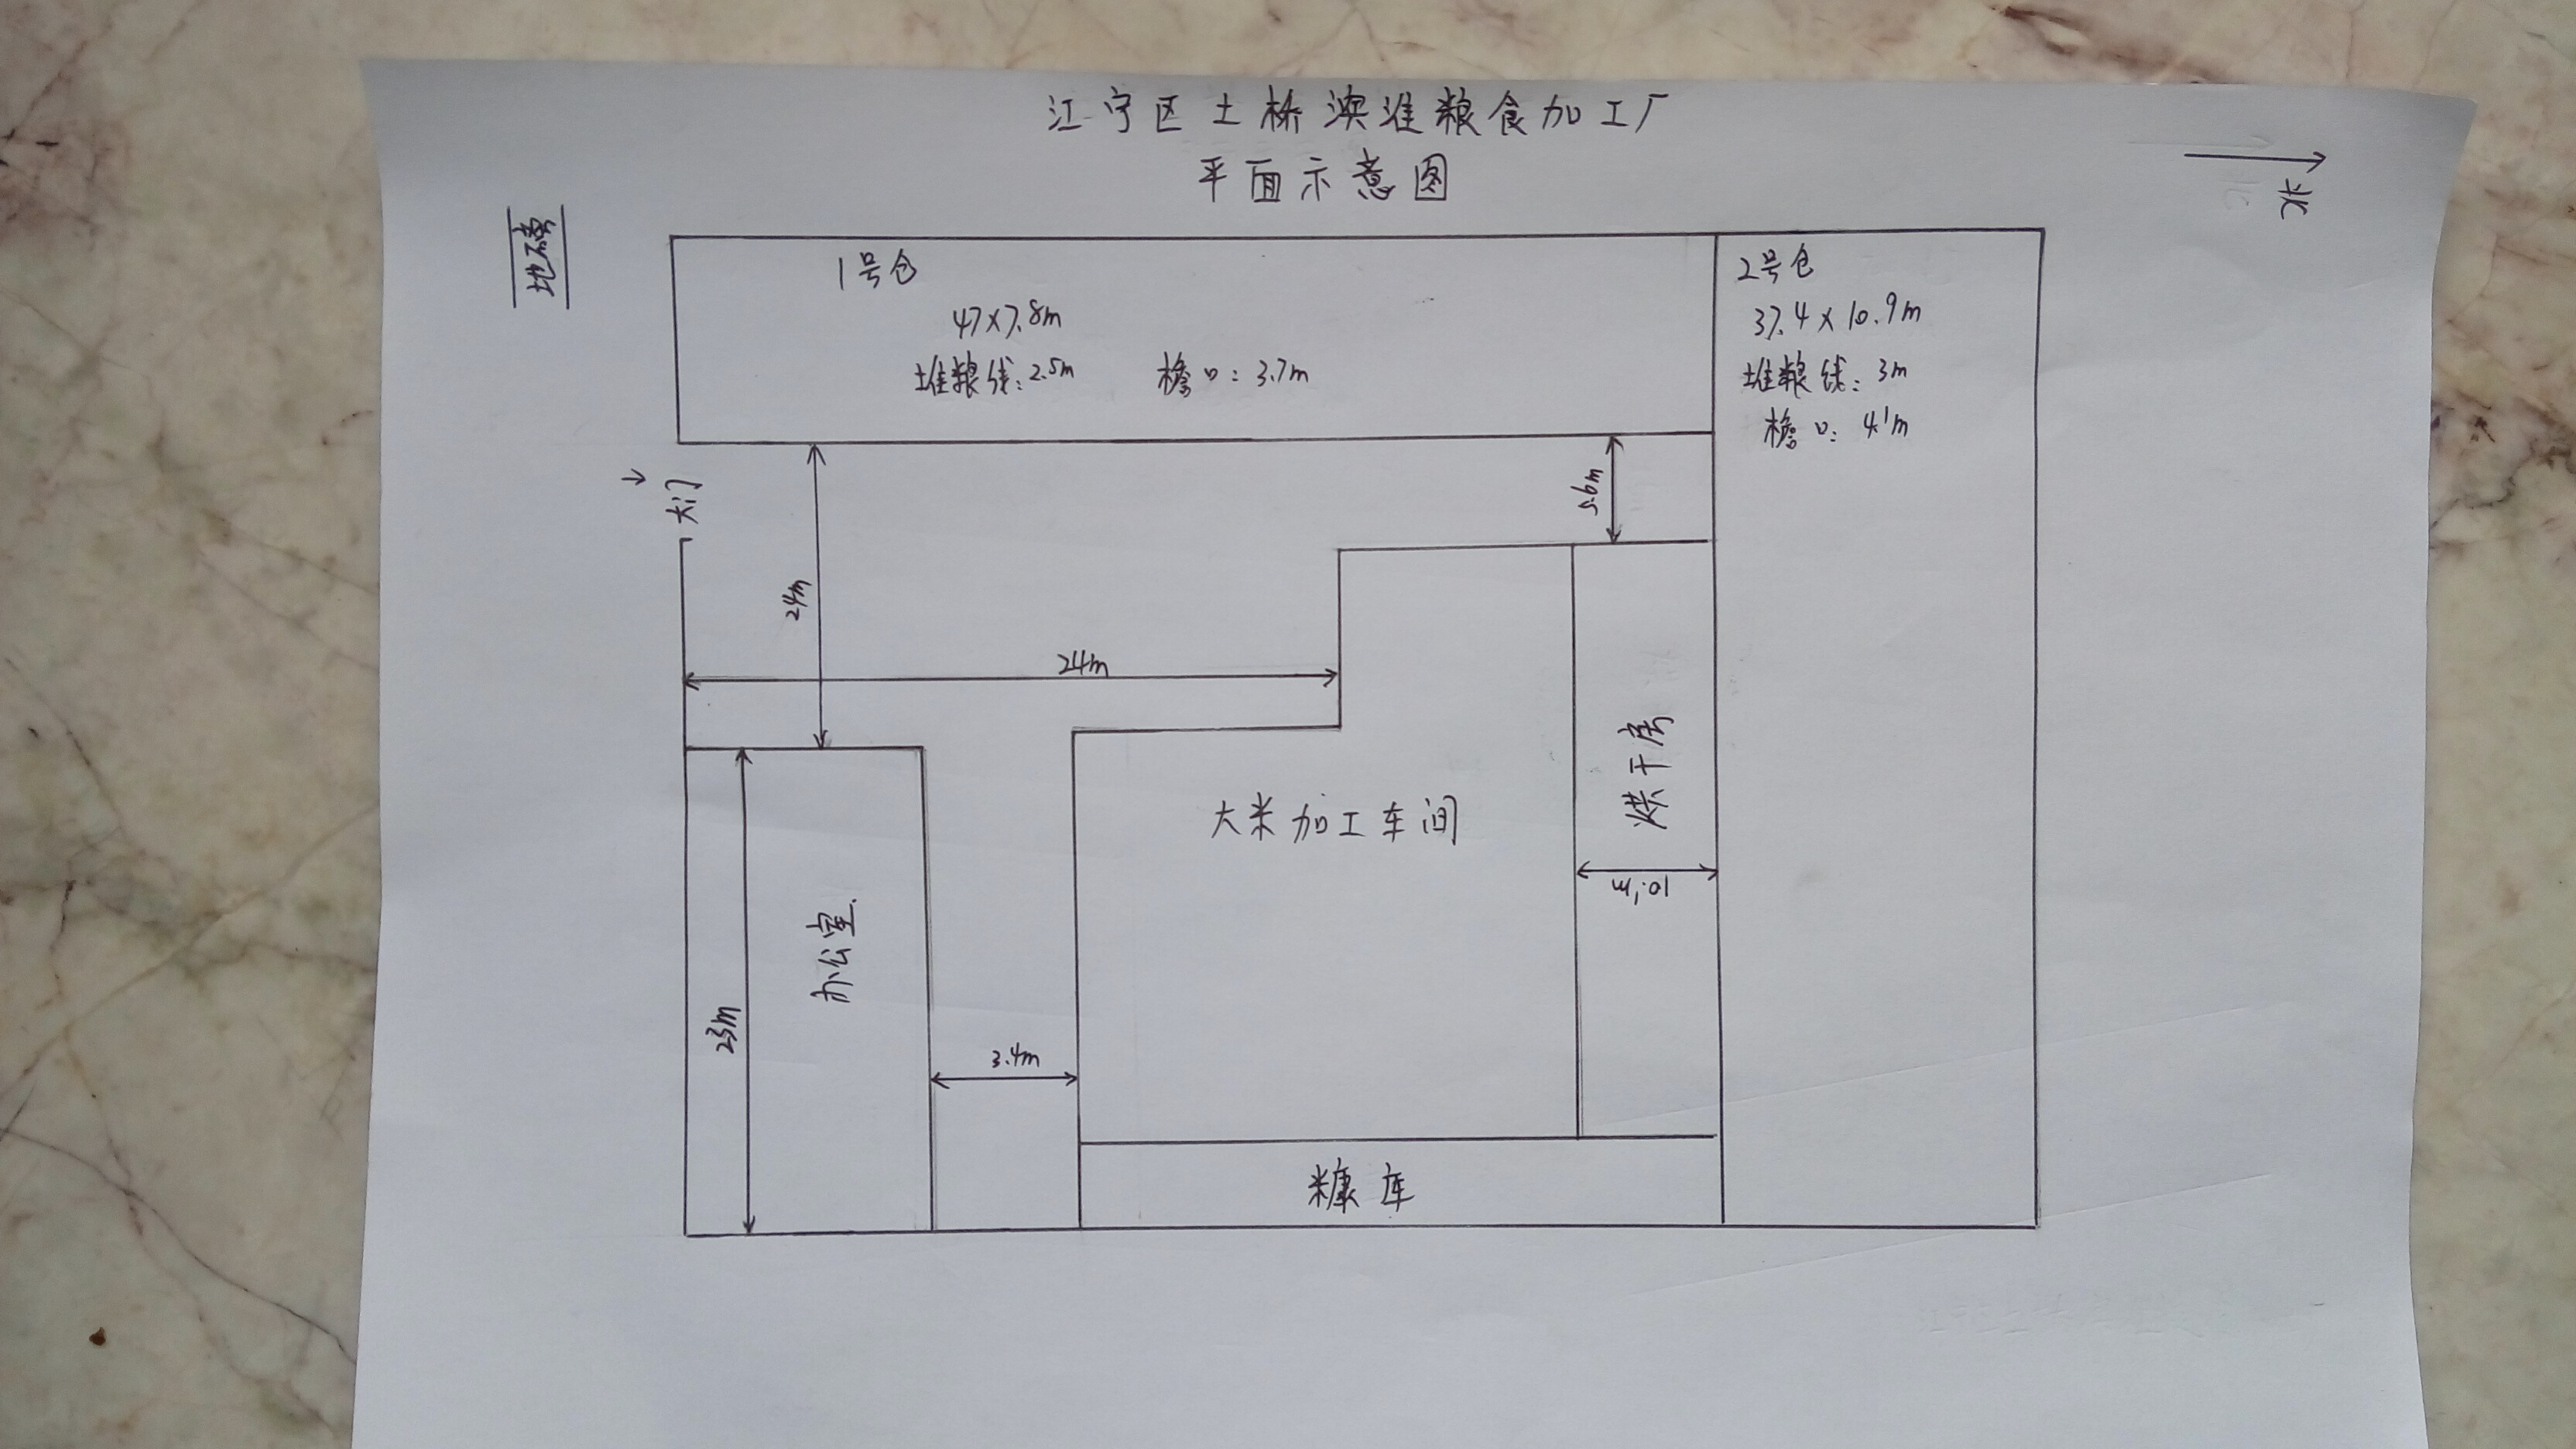 江宁区土桥澳淮粮食加工厂
平面示意图
北
地磅
1号仓
47×7.8m
堆粮线:2.5m 檐口:3.7m
2号仓
37.4×10.9m
堆粮线:3m
檐口:4.1m
大门
24m
5.6m
24m
大米加工车间
烘干房
10.1m
办公室
23m
3.4m
糠库